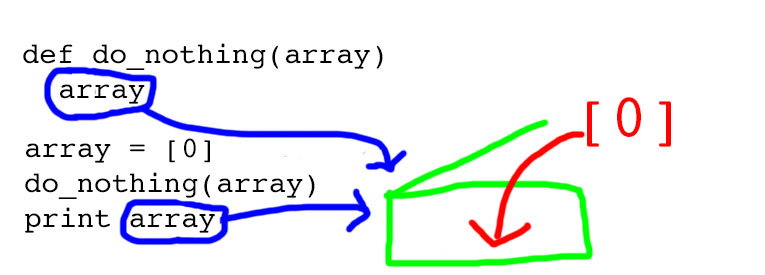 def do_nothing(array)
array
[0]
array = [0]
do_nothing(array)
print array